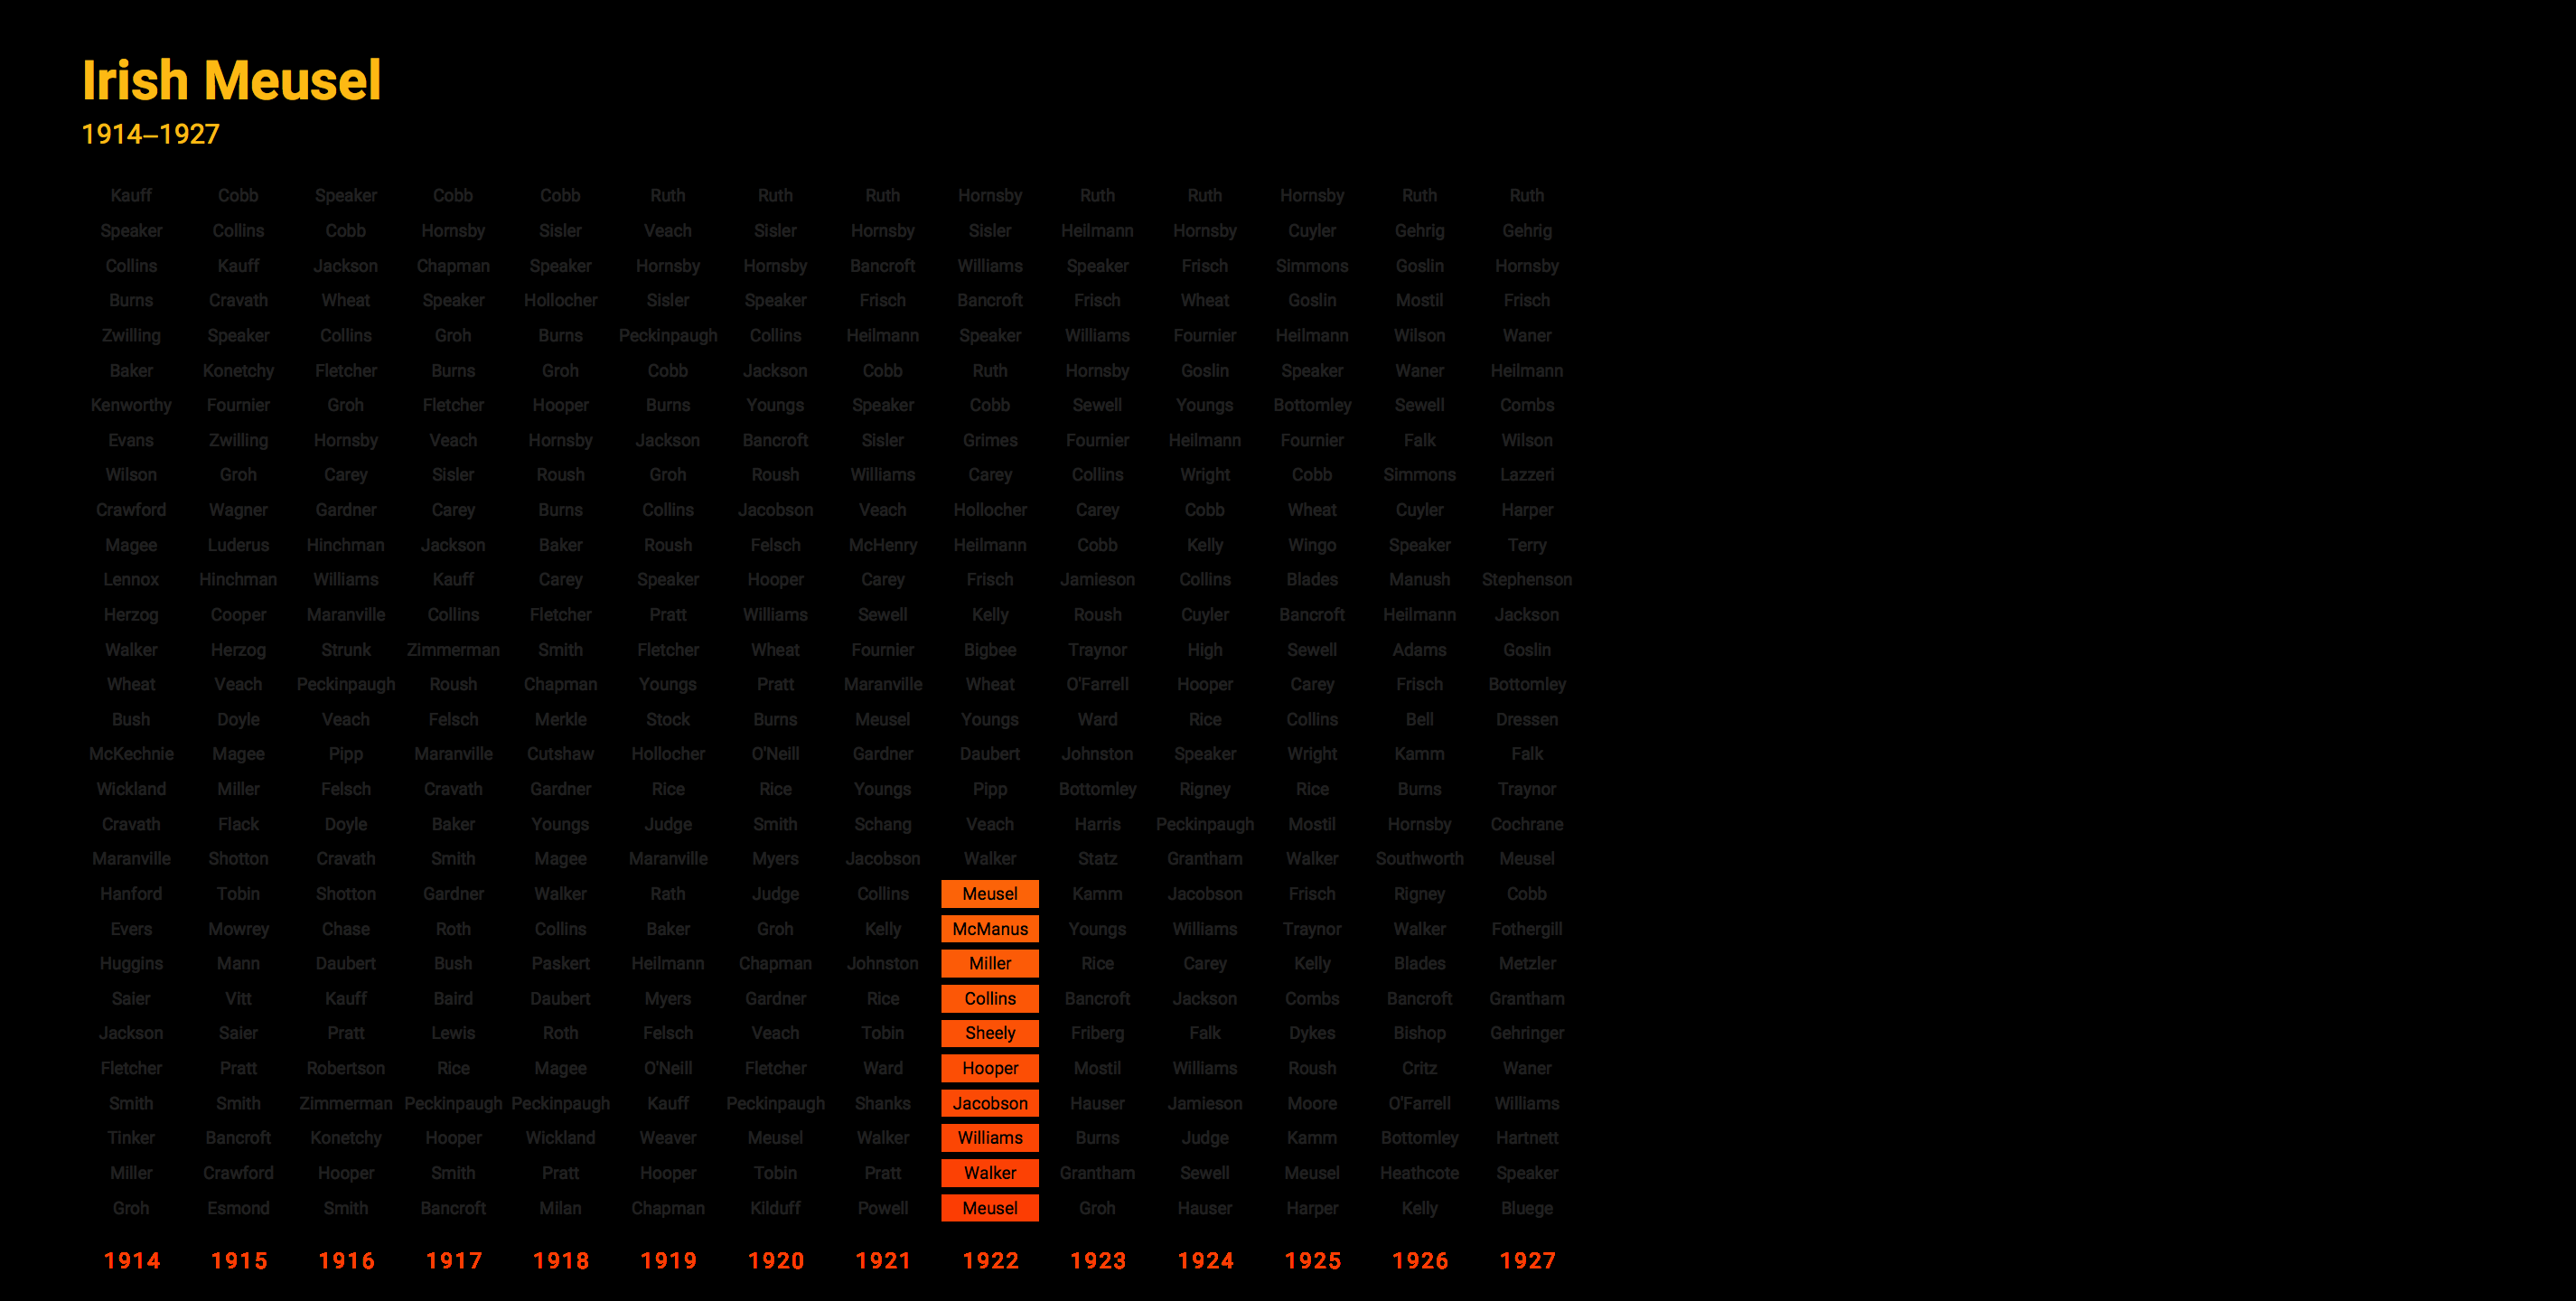 Irish Meusel
1914–1927
Kauff Cobb Speaker Cobb Cobb Ruth Ruth Ruth Hornsby Ruth Ruth Hornsby Ruth Ruth
Speaker Collins Cobb Hornsby Sisler Veach Sisler Hornsby Sisler Heilmann Hornsby Cuyler Gehrig Gehrig
Collins Kauff Jackson Chapman Speaker Hornsby Hornsby Bancroft Williams Speaker Frisch Simmons Goslin Hornsby
Burns Cravath Wheat Speaker Hollocher Sisler Speaker Frisch Bancroft Frisch Wheat Goslin Mostil Frisch
Zwilling Speaker Collins Groh Burns Peckinpaugh Collins Heilmann Speaker Williams Fournier Heilmann Wilson Waner
Baker Konetchy Fletcher Burns Groh Cobb Jackson Cobb Ruth Hornsby Goslin Speaker Waner Heilmann
Kenworthy Fournier Groh Fletcher Hooper Burns Youngs Speaker Cobb Sewell Youngs Bottomley Sewell Combs
Evans Zwilling Hornsby Veach Hornsby Jackson Bancroft Sisler Grimes Fournier Heilmann Fournier Falk Wilson
Wilson Groh Carey Sisler Roush Groh Roush Williams Carey Collins Wright Cobb Simmons Lazzeri
Crawford Wagner Gardner Carey Burns Collins Jacobson Veach Hollocher Carey Cobb Wheat Cuyler Harper
Magee Luderus Hinchman Jackson Baker Roush Felsch McHenry Heilmann Cobb Kelly Wingo Speaker Terry
Lennox Hinchman Williams Kauff Carey Speaker Hooper Carey Frisch Jamieson Collins Blades Manush Stephenson
Herzog Cooper Maranville Collins Fletcher Pratt Williams Sewell Kelly Roush Cuyler Bancroft Heilmann Jackson
Walker Herzog Strunk Zimmerman Smith Fletcher Wheat Fournier Bigbee Traynor High Sewell Adams Goslin
Wheat Veach Peckinpaugh Roush Chapman Youngs Pratt Maranville Wheat O'Farrell Hooper Carey Frisch Bottomley
Bush Doyle Veach Felsch Merkle Stock Burns Meusel Youngs Ward Rice Collins Bell Dressen
McKechnie Magee Pipp Maranville Cutshaw Hollocher O'Neill Gardner Daubert Johnston Speaker Wright Kamm Falk
Wickland Miller Felsch Cravath Gardner Rice Rice Youngs Pipp Bottomley Rigney Rice Burns Traynor
Cravath Flack Doyle Baker Youngs Judge Smith Schang Veach Harris Peckinpaugh Mostil Hornsby Cochrane
Maranville Shotton Cravath Smith Magee Maranville Myers Jacobson Walker Statz Grantham Walker Southworth Meusel
Hanford Tobin Shotton Gardner Walker Rath Judge Collins Meusel Kamm Jacobson Frisch Rigney Cobb
Evers Mowrey Chase Roth Collins Baker Groh Kelly McManus Youngs Williams Traynor Walker Fothergill
Huggins Mann Daubert Bush Paskert Heilmann Chapman Johnston Miller Rice Carey Kelly Blades Metzler
Saier Vitt Kauff Baird Daubert Myers Gardner Rice Collins Bancroft Jackson Combs Bancroft Grantham
Jackson Saier Pratt Lewis Roth Felsch Veach Tobin Sheely Friberg Falk Dykes Bishop Gehringer
Fletcher Pratt Robertson Rice Magee O'Neill Fletcher Ward Hooper Mostil Williams Roush Critz Waner
Smith Smith Zimmerman Peckinpaugh Peckinpaugh Kauff Peckinpaugh Shanks Jacobson Hauser Jamieson Moore O'Farrell Williams
Tinker Bancroft Konetchy Hooper Wickland Weaver Meusel Walker Williams Burns Judge Kamm Bottomley Hartnett
Miller Crawford Hooper Smith Pratt Hooper Tobin Pratt Walker Grantham Sewell Meusel Heathcote Speaker
Groh Esmond Smith Bancroft Milan Chapman Kilduff Powell Meusel Groh Hauser Harper Kelly Bluege
1914 1915 1916 1917 1918 1919 1920 1921 1922 1923 1924 1925 1926 1927